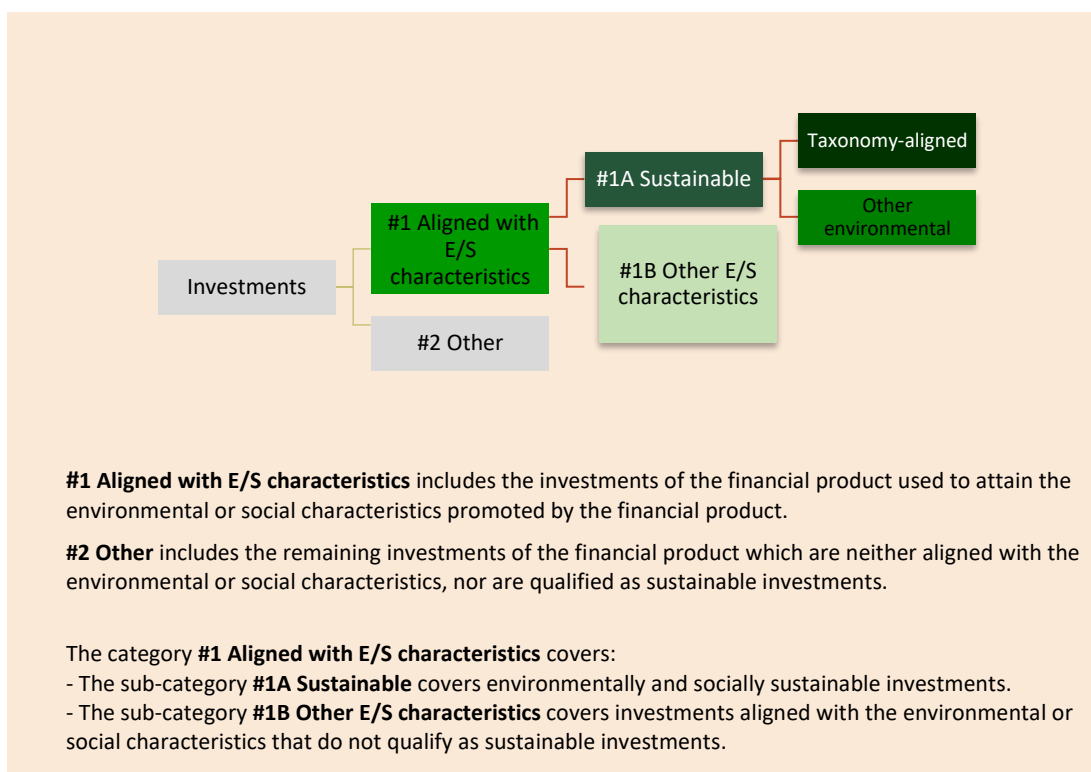 Taxonomy-aligned
#1A Sustainable
Other
environmental
#1 Aligned with
E/S
characteristics
#1B Other E/S
characteristics
Investments
#2 Other
#1 Aligned with E/S characteristics includes the investments of the financial product used to attain the
environmental or social characteristics promoted by the financial product.
#2 Other includes the remaining investments of the financial product which are neither aligned with the
environmental or social characteristics, nor are qualified as sustainable investments.
The category #1 Aligned with E/S characteristics covers:
- The sub-category #1A Sustainable covers environmentally and socially sustainable investments.
- The sub-category #1B Other E/S characteristics covers investments aligned with the environmental or
social characteristics that do not qualify as sustainable investments.